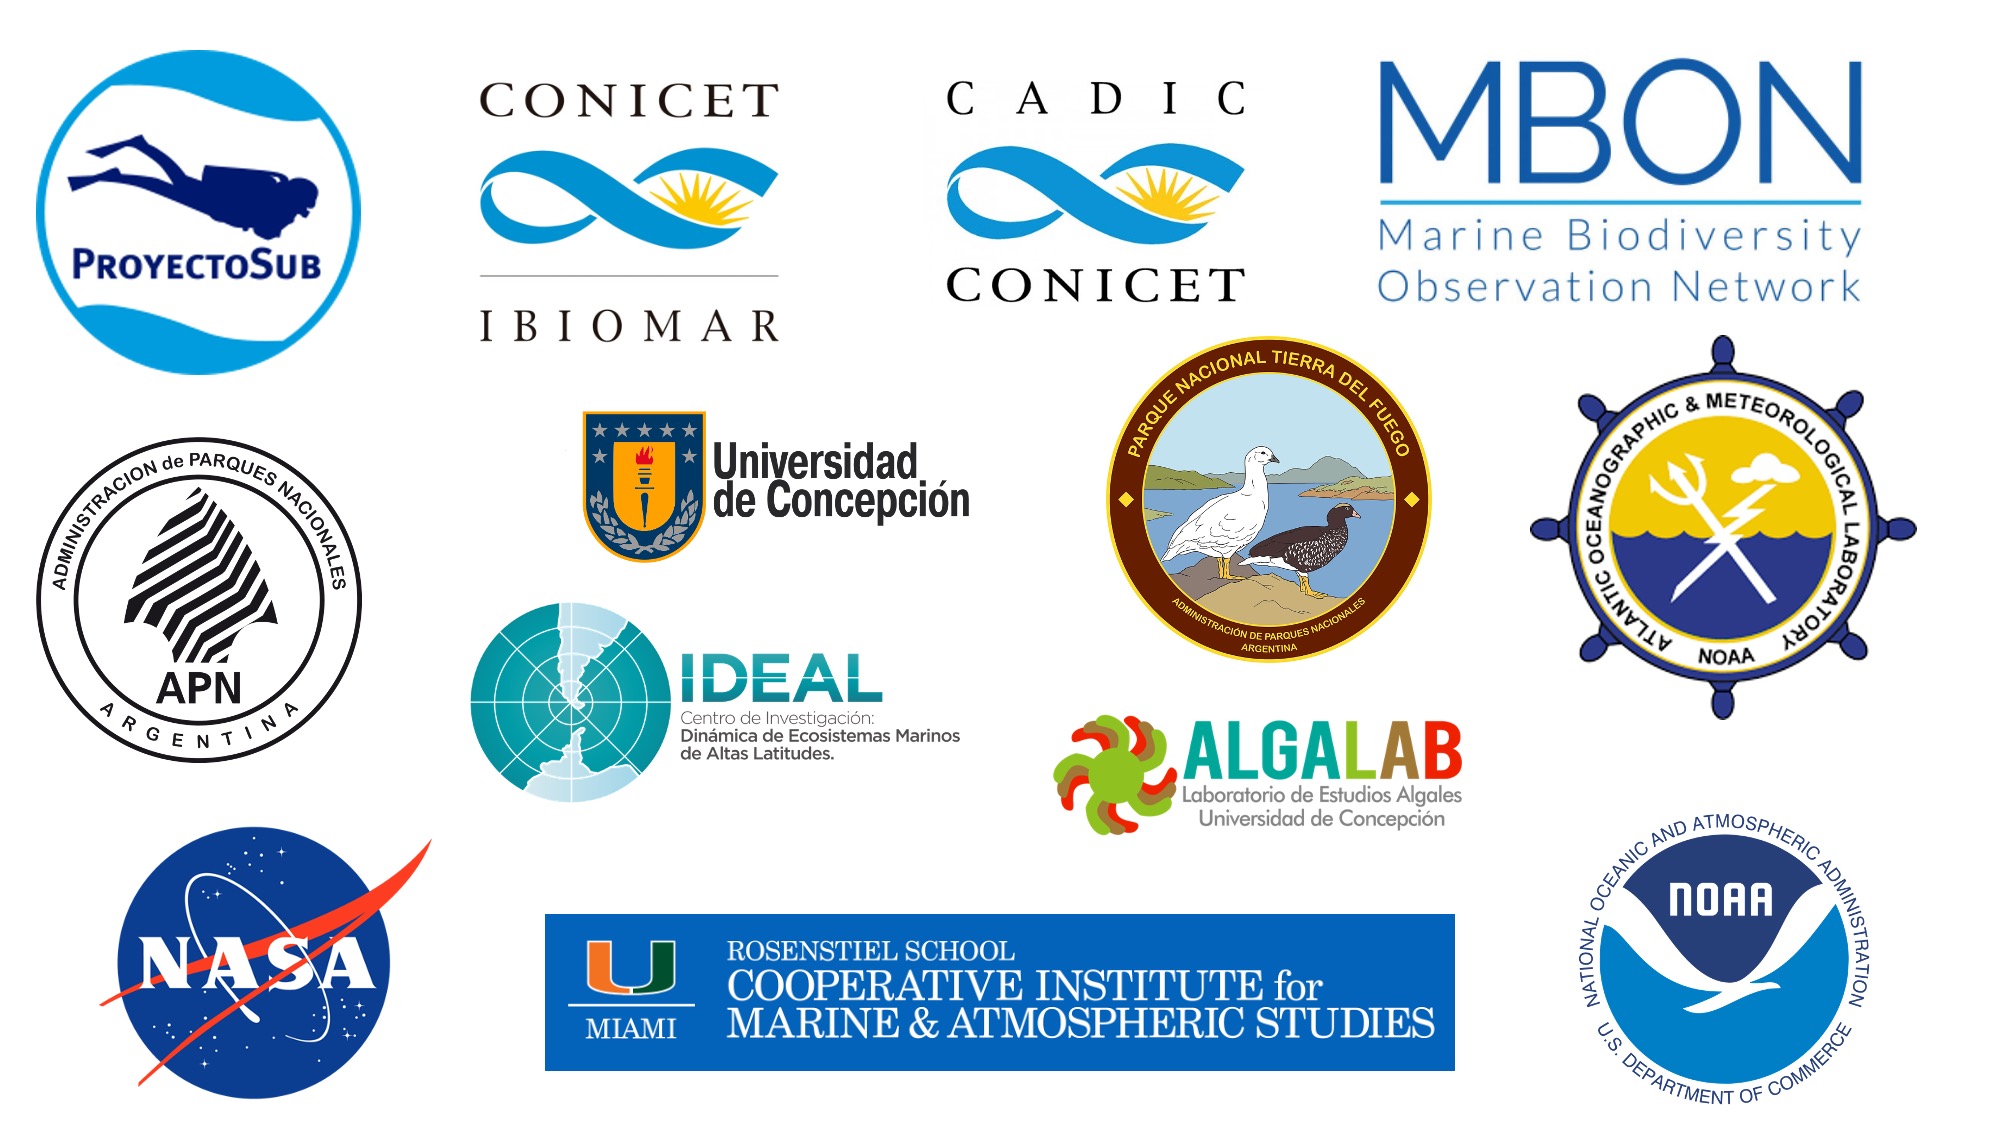 PROYECTOSUB
CONICET
IBIOMAR
CADIC
CONICET
MBON
Marine Biodiversity
Observation Network
ADMINISTRACION de PARQUES NACIONALES
APN
ARGENTINA
Universidad
de Concepción
PARQUE NACIONAL TIERRA DEL FUEGO
ADMINISTRACIÓN DE PARQUES NACIONALES
ARGENTINA
ATLANTIC OCEANOGRAPHIC & METEOROLOGICAL LABORATORY
NOAA
IDEAL
Centro de Investigación:
Dinámica de Ecosistemas Marinos
de Altas Latitudes.
ALGALAB
Laboratorio de Estudios Algales
Universidad de Concepción
NASA
U
MIAMI
ROSENSTIEL SCHOOL
COOPERATIVE INSTITUTE for
MARINE & ATMOSPHERIC STUDIES
NATIONAL OCEANIC AND ATMOSPHERIC ADMINISTRATION
NOAA
U.S. DEPARTMENT OF COMMERCE